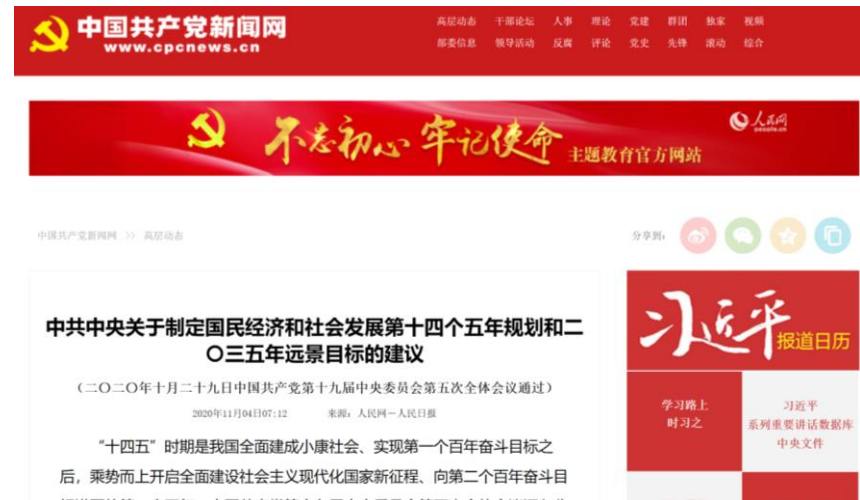 中国共产党新闻网
www.cpcnews.cn
高层动态 干部论坛 人事 理论 党建 群团 独家 视频
部委信息 领导活动 反腐 评论 党史 先锋 滚动 综合
不忘初心 牢记使命 主题教育官方网站
人民网
people.cn
中国共产党新闻网 >> 高层动态
分享到:
中共中央关于制定国民经济和社会发展第十四个五年规划和二
〇三五年远景目标的建议
(二〇二〇年十月二十九日中国共产党第十九届中央委员会第五次全体会议通过)
2020年11月04日07:12 来源:人民网-人民日报
“十四五”时期是我国全面建成小康社会、实现第一个百年奋斗目标之
后,乘势而上开启全面建设社会主义现代化国家新征程、向第二个百年奋斗目
习近平
报道日历
学习路上
时习之
习近平
系列重要讲话数据库
中央文件